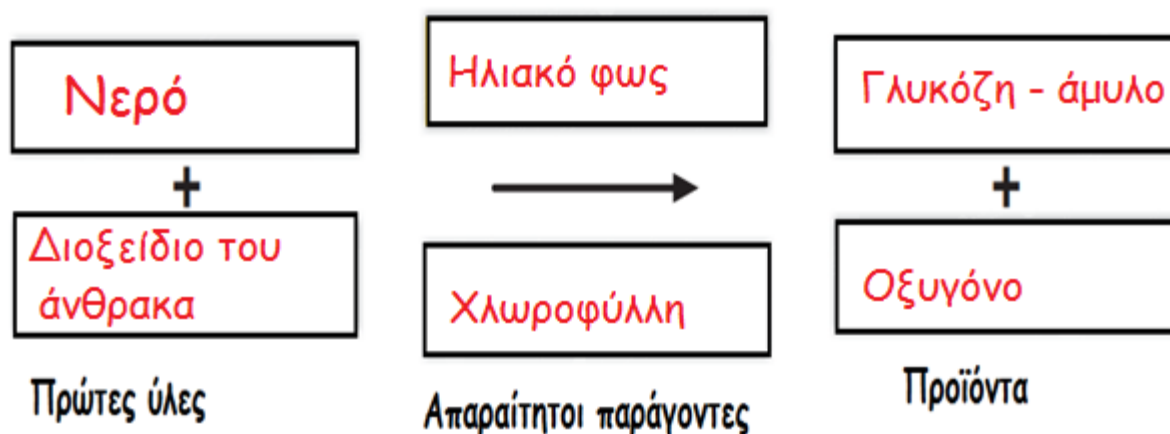 Νερό
+
Διοξείδιο του
άνθρακα
Πρώτες ύλες
Ηλιακό φως
Χλωροφύλλη
Απαραίτητοι παράγοντες
Γλυκόζη - άμυλο
+
Οξυγόνο
Προϊόντα